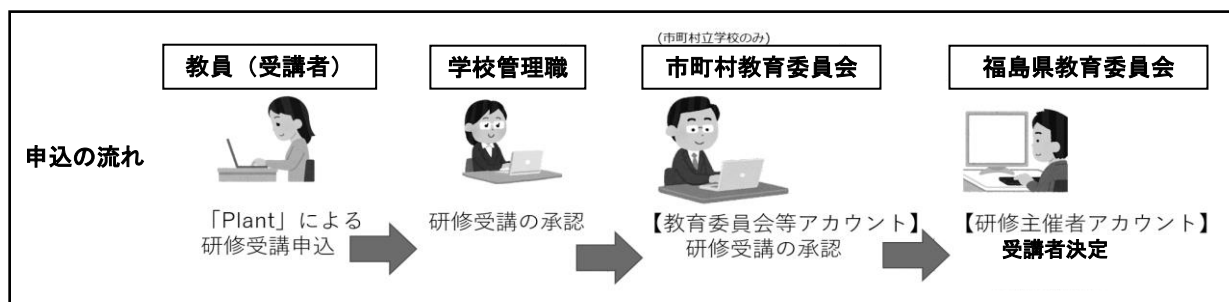 (市町村立学校のみ)
教員(受講者)
学校管理職
市町村教育委員会
福島県教育委員会
申込の流れ
「Plant」による
研修受講申込
研修受講の承認
【教育委員会等アカウント】
研修受講の承認
【研修主催者アカウント】
受講者決定